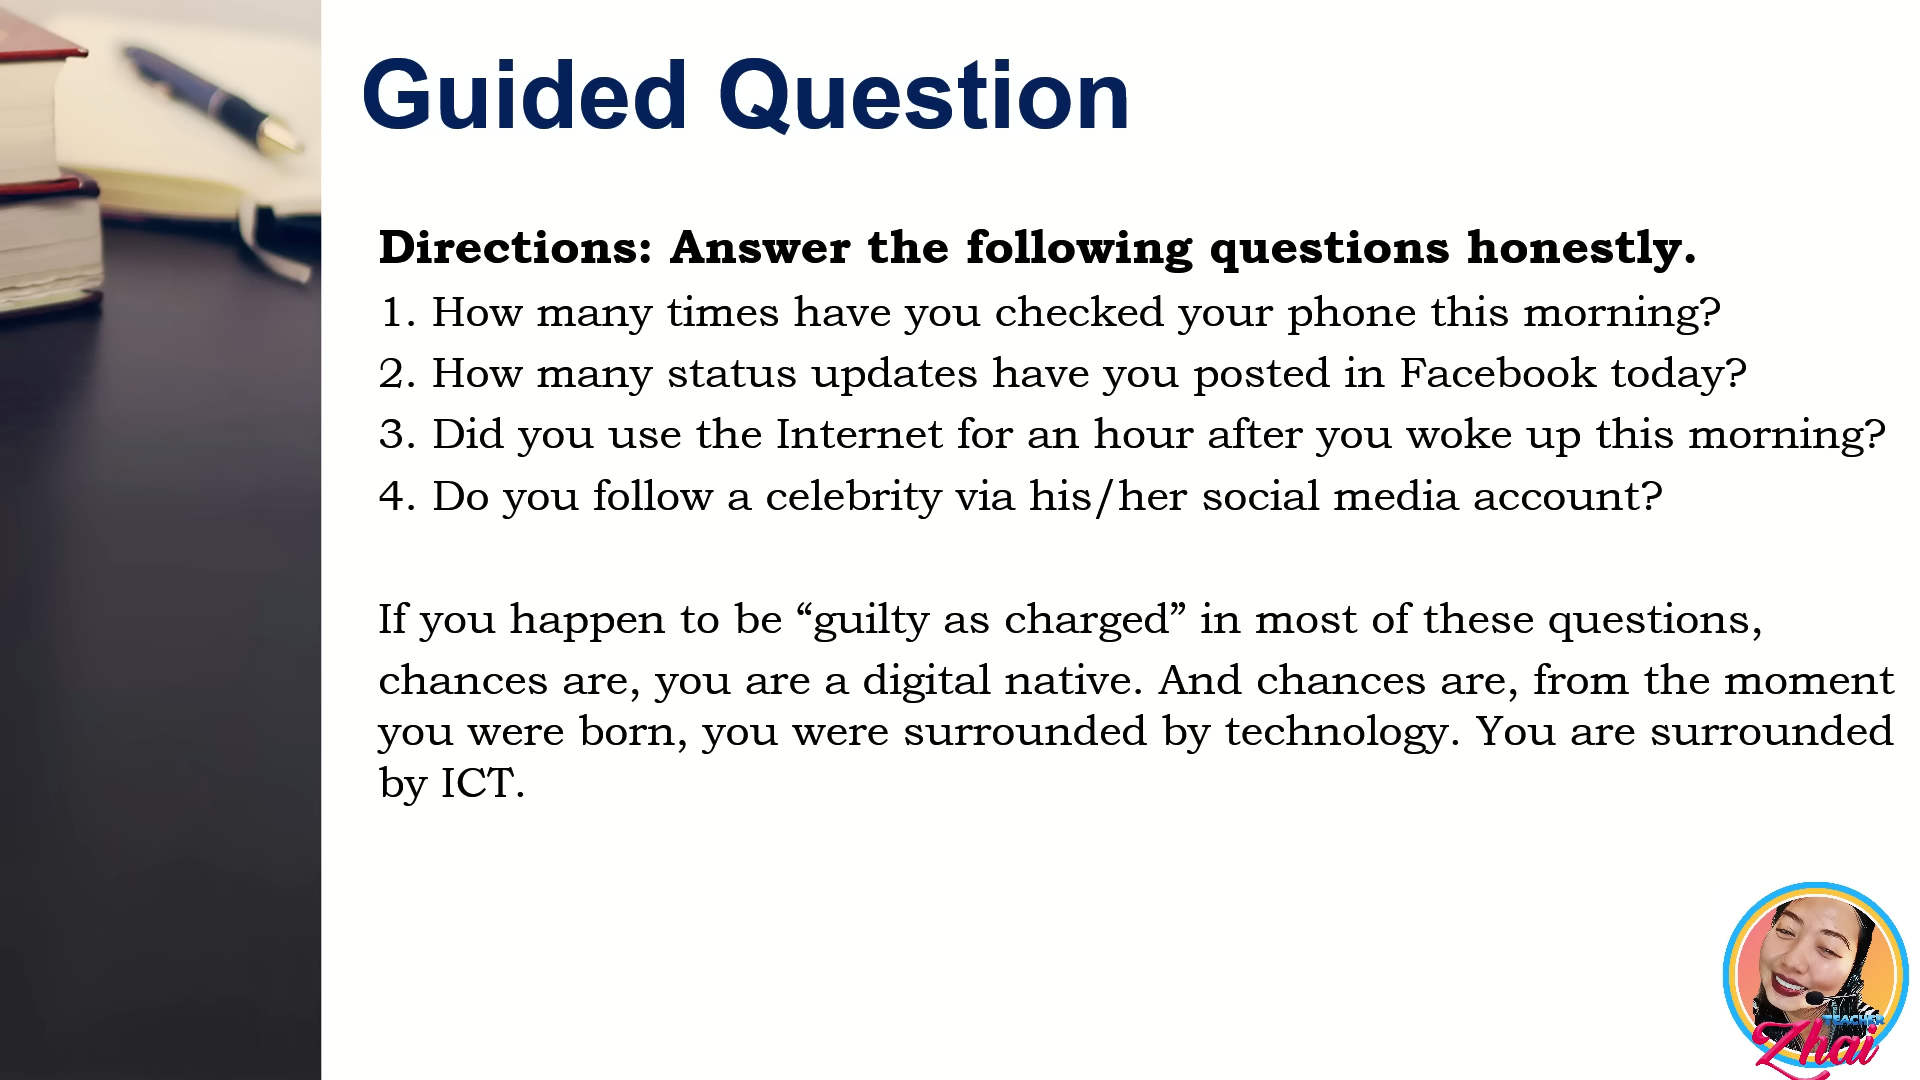 Guided Question
Directions: Answer the following questions honestly.
1. How many times have you checked your phone this morning?
2. How many status updates have you posted in Facebook today?
3. Did you use the Internet for an hour after you woke up this morning?
4. Do you follow a celebrity via his/her social media account?
If you happen to be “guilty as charged” in most of these questions,
chances are, you are a digital native. And chances are, from the moment
you were born, you were surrounded by technology. You are surrounded
by ICT.
TEACHER
Zhai